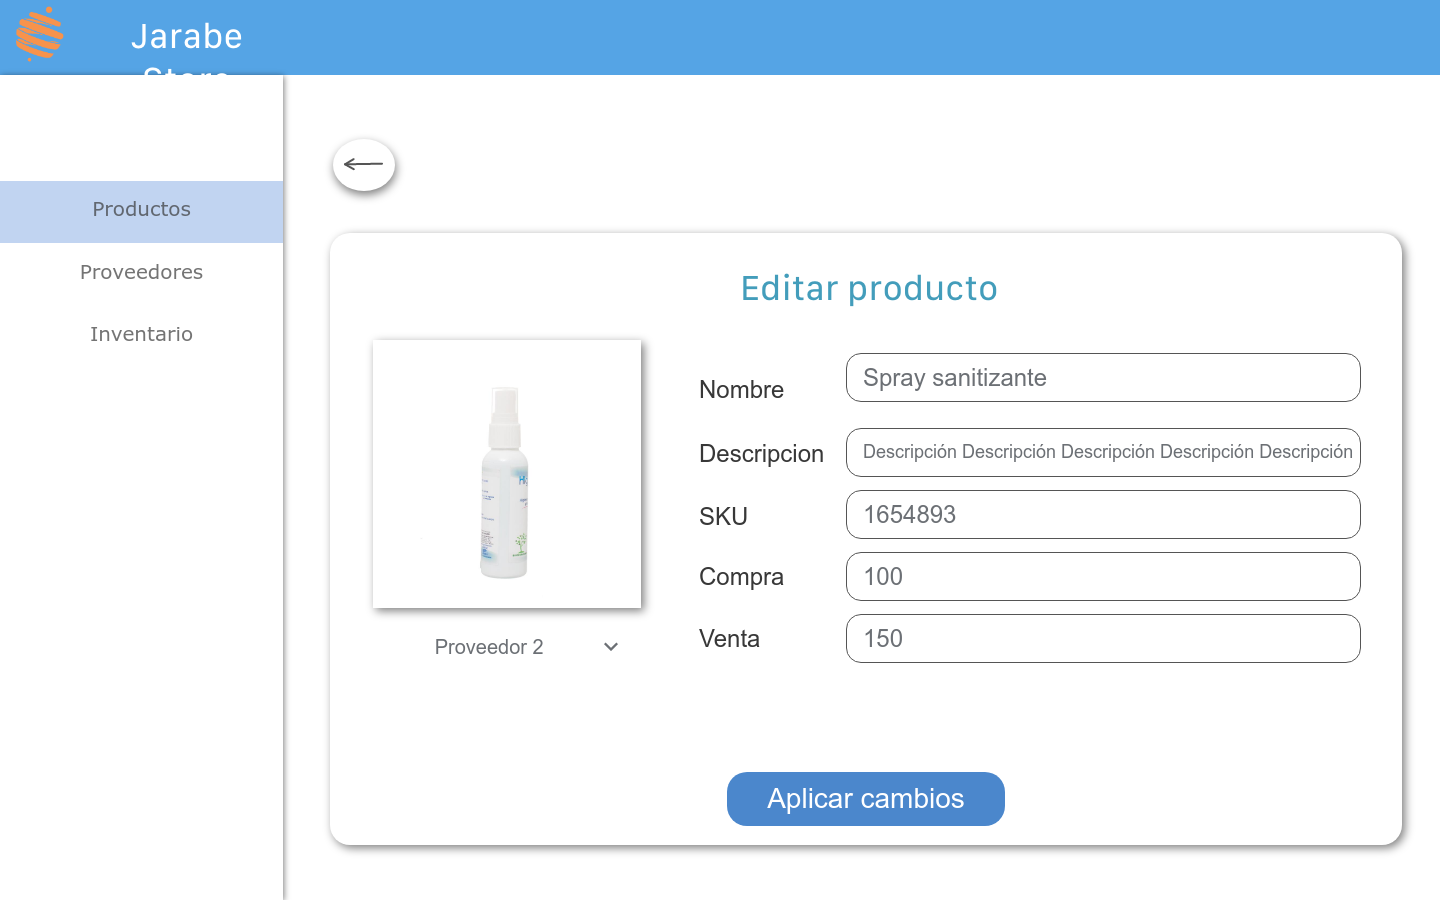 Jarabe
Store
Productos
Proveedores
Inventario
Editar producto
Nombre
Spray sanitizante
Descripcion
Descripción Descripción Descripción Descripción Descripción
SKU
1654893
Compra
100
Venta
150
Proveedor 2
Aplicar cambios